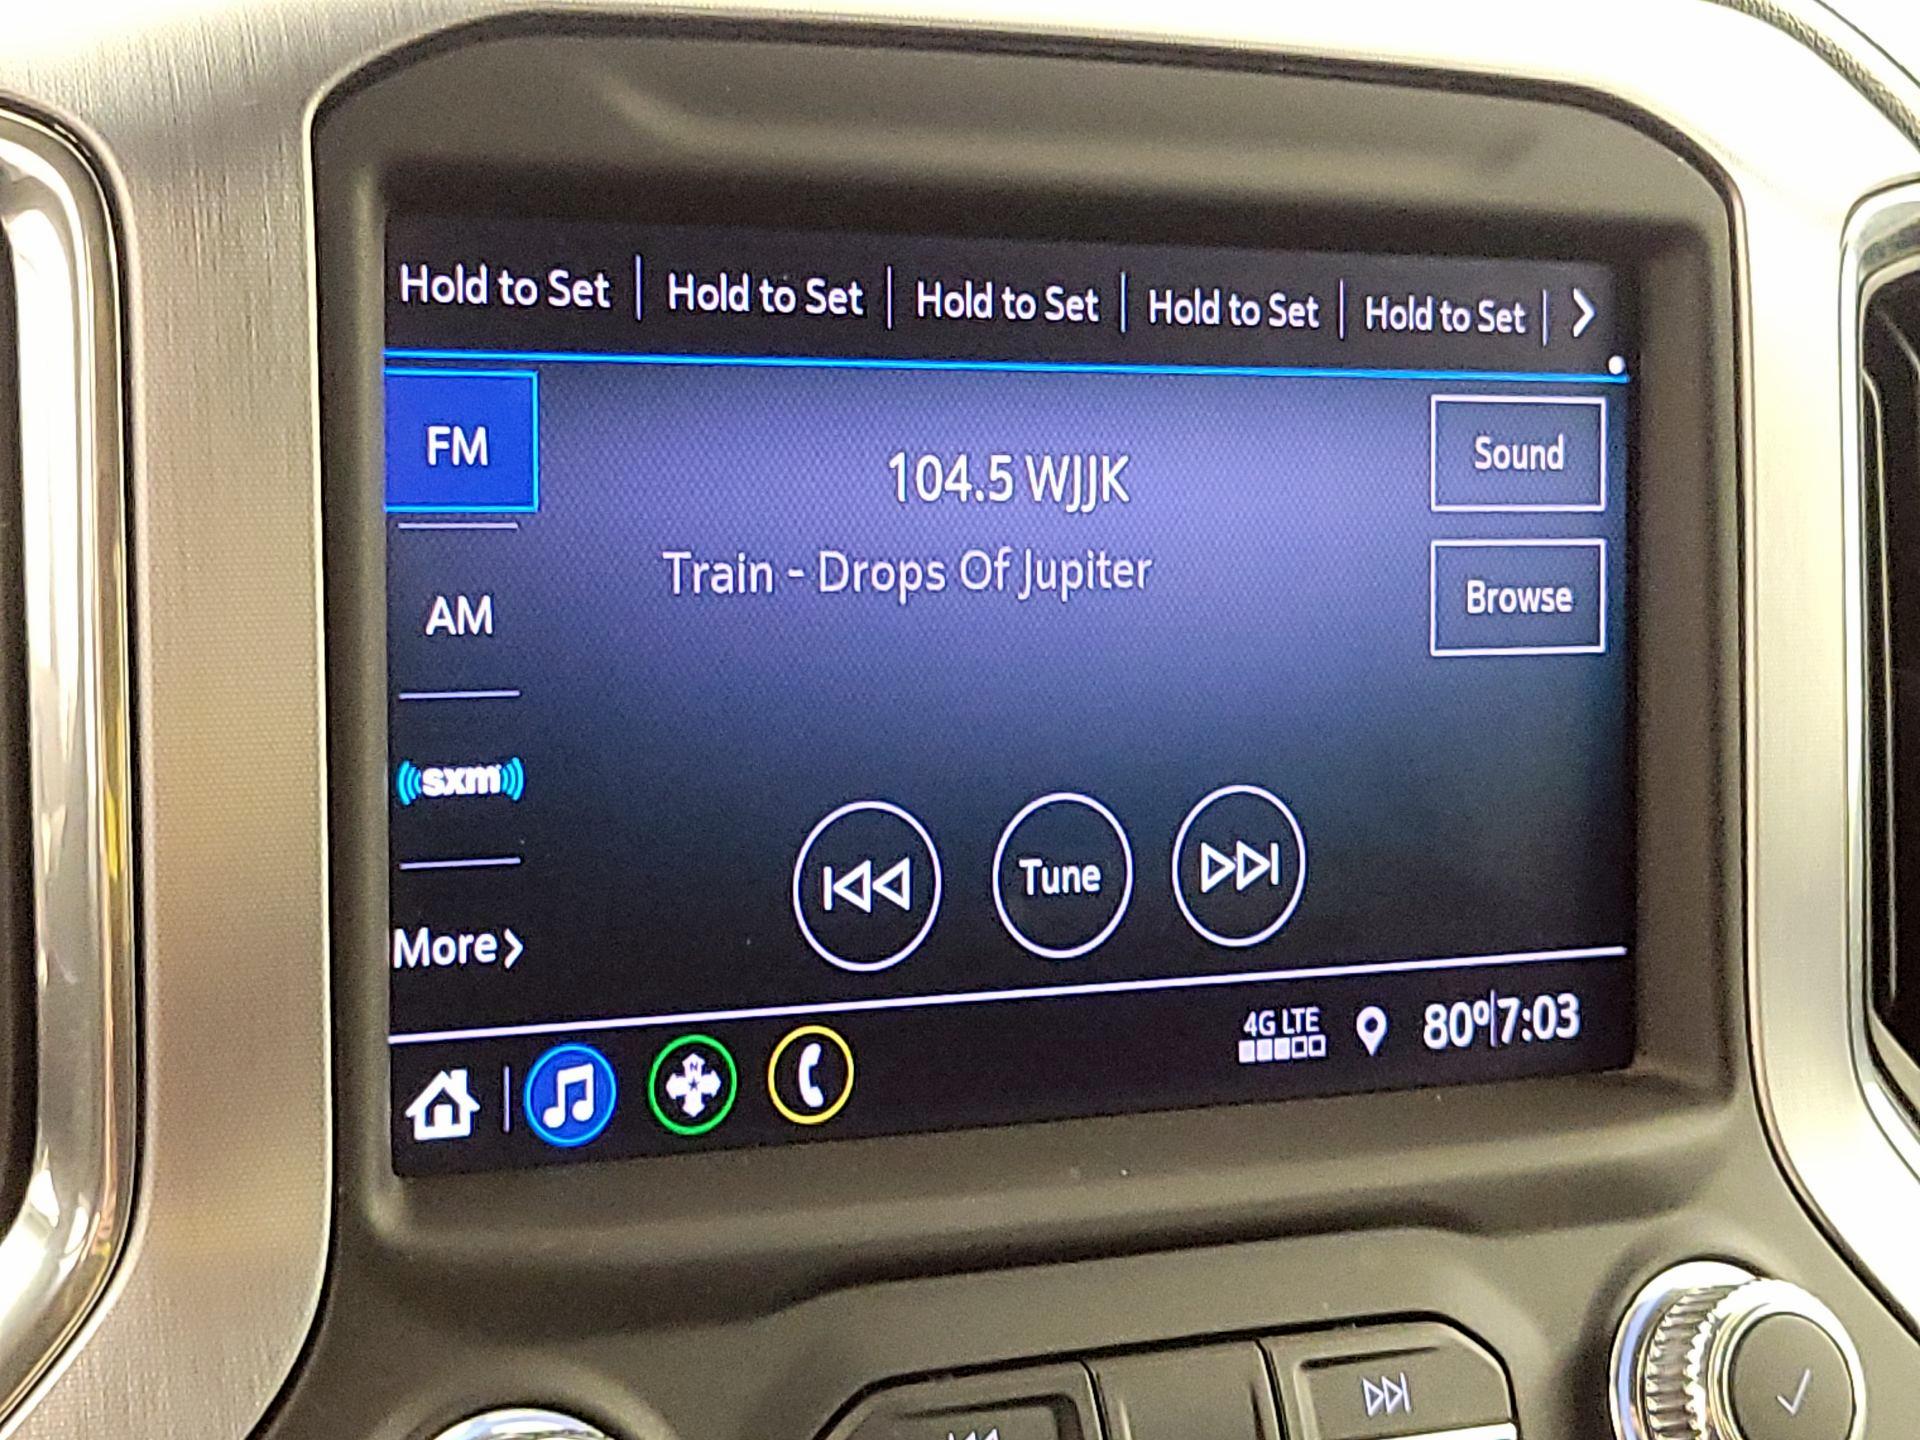 Hold to Set | Hold to Set | Hold to Set | Hold to Set | Hold to Set |
FM
104.5 WJJK
Sound
Train - Drops Of Jupiter
Browse
AM
sxm
Tune
More
4G LTE
80° 7:03
N